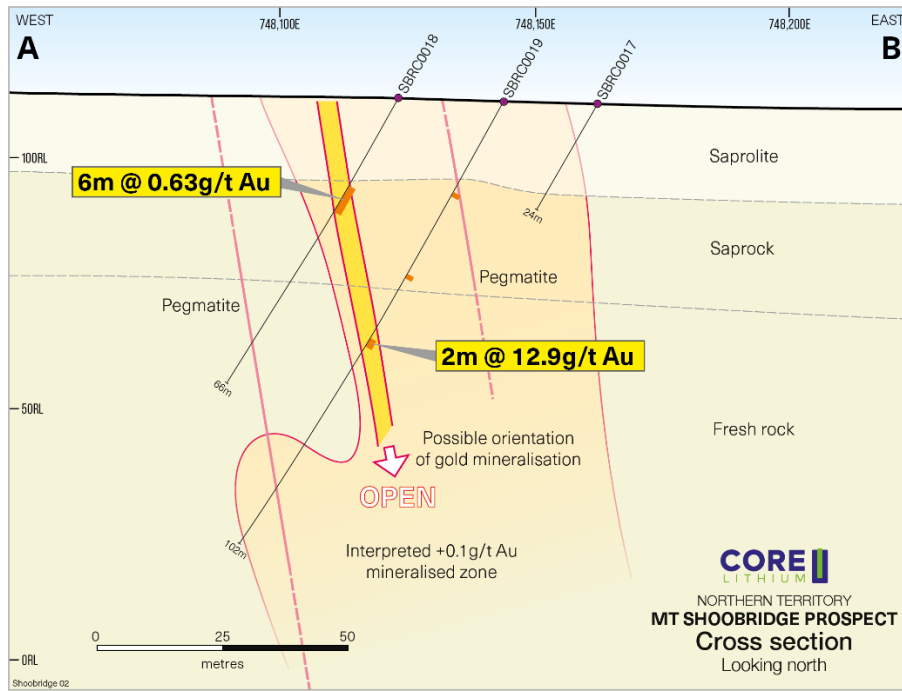 WEST
748,100E
748,150E
748,200E
EAST
A
B
SBRC0018
SBRC0019
SBRC0017
100RL
Saprolite
6m @ 0.63g/t Au
24m
Saprock
Pegmatite
Pegmatite
2m @ 12.9g/t Au
66m
50RL
Fresh rock
Possible orientation
of gold mineralisation
OPEN
102m
Interpreted +0.1g/t Au
mineralised zone
CORE
LITHIUM
NORTHERN TERRITORY
MT SHOOBRIDGE PROSPECT
Cross section
Looking north
0 25 50
metres
0RL
Shoobridge 02